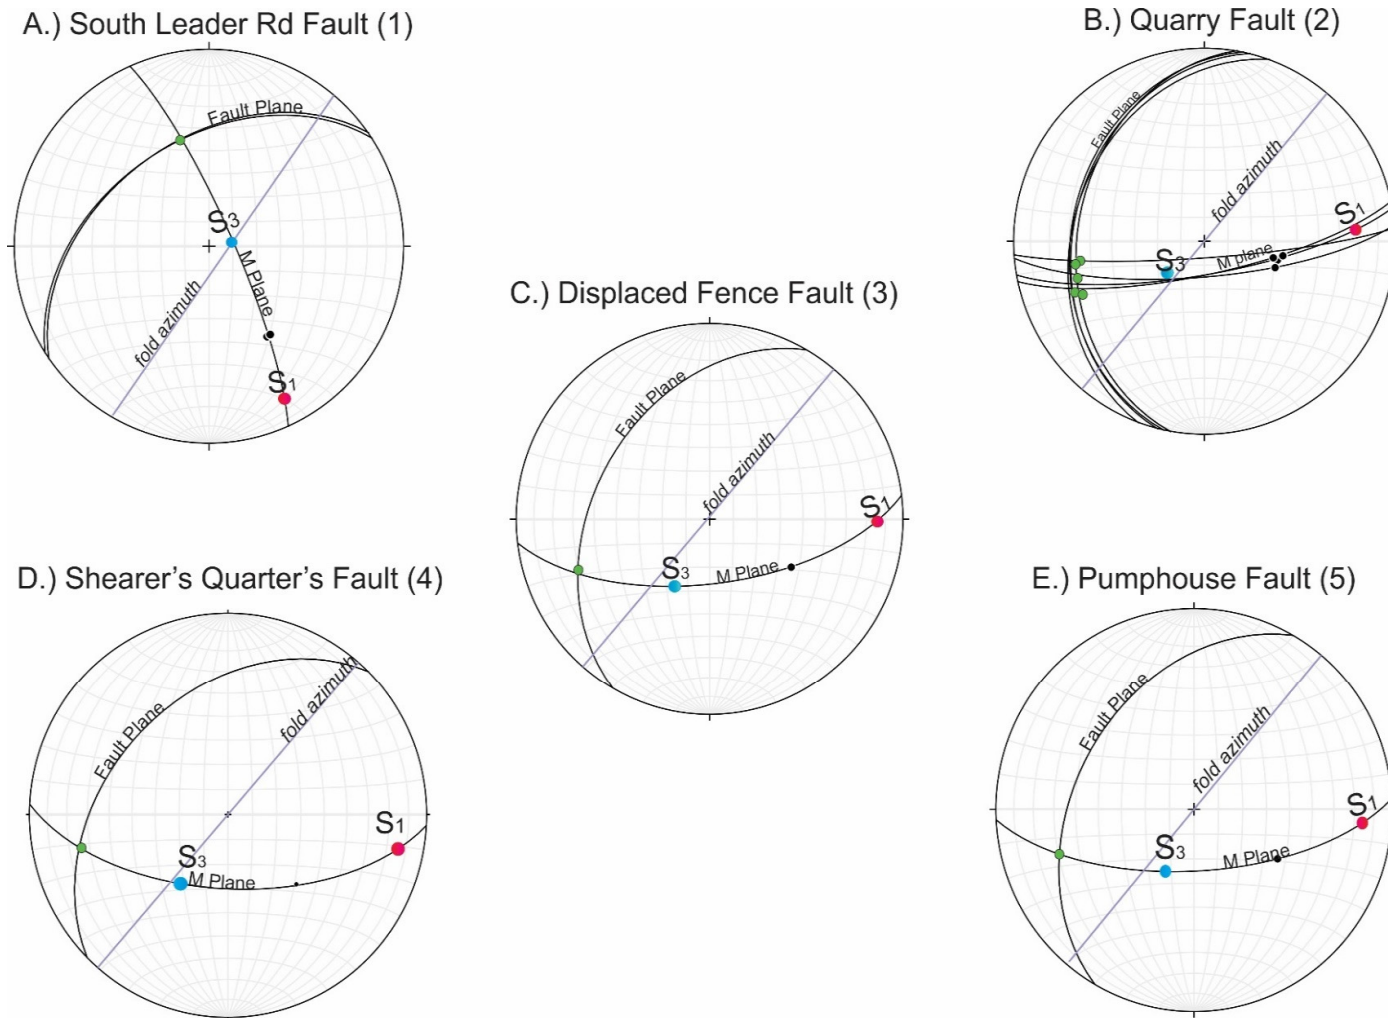 A.) South Leader Rd Fault (1)
Fault Plane
S3
M Plane
fold azimuth
S1
B.) Quarry Fault (2)
Fault Plane
fold azimuth
S1
S3
M plane
C.) Displaced Fence Fault (3)
Fault Plane
fold azimuth
S1
S3
M Plane
D.) Shearer's Quarter's Fault (4)
fold azimuth
Fault Plane
S1
S3
M Plane
E.) Pumphouse Fault (5)
Fault Plane
fold azimuth
S1
S3
M Plane